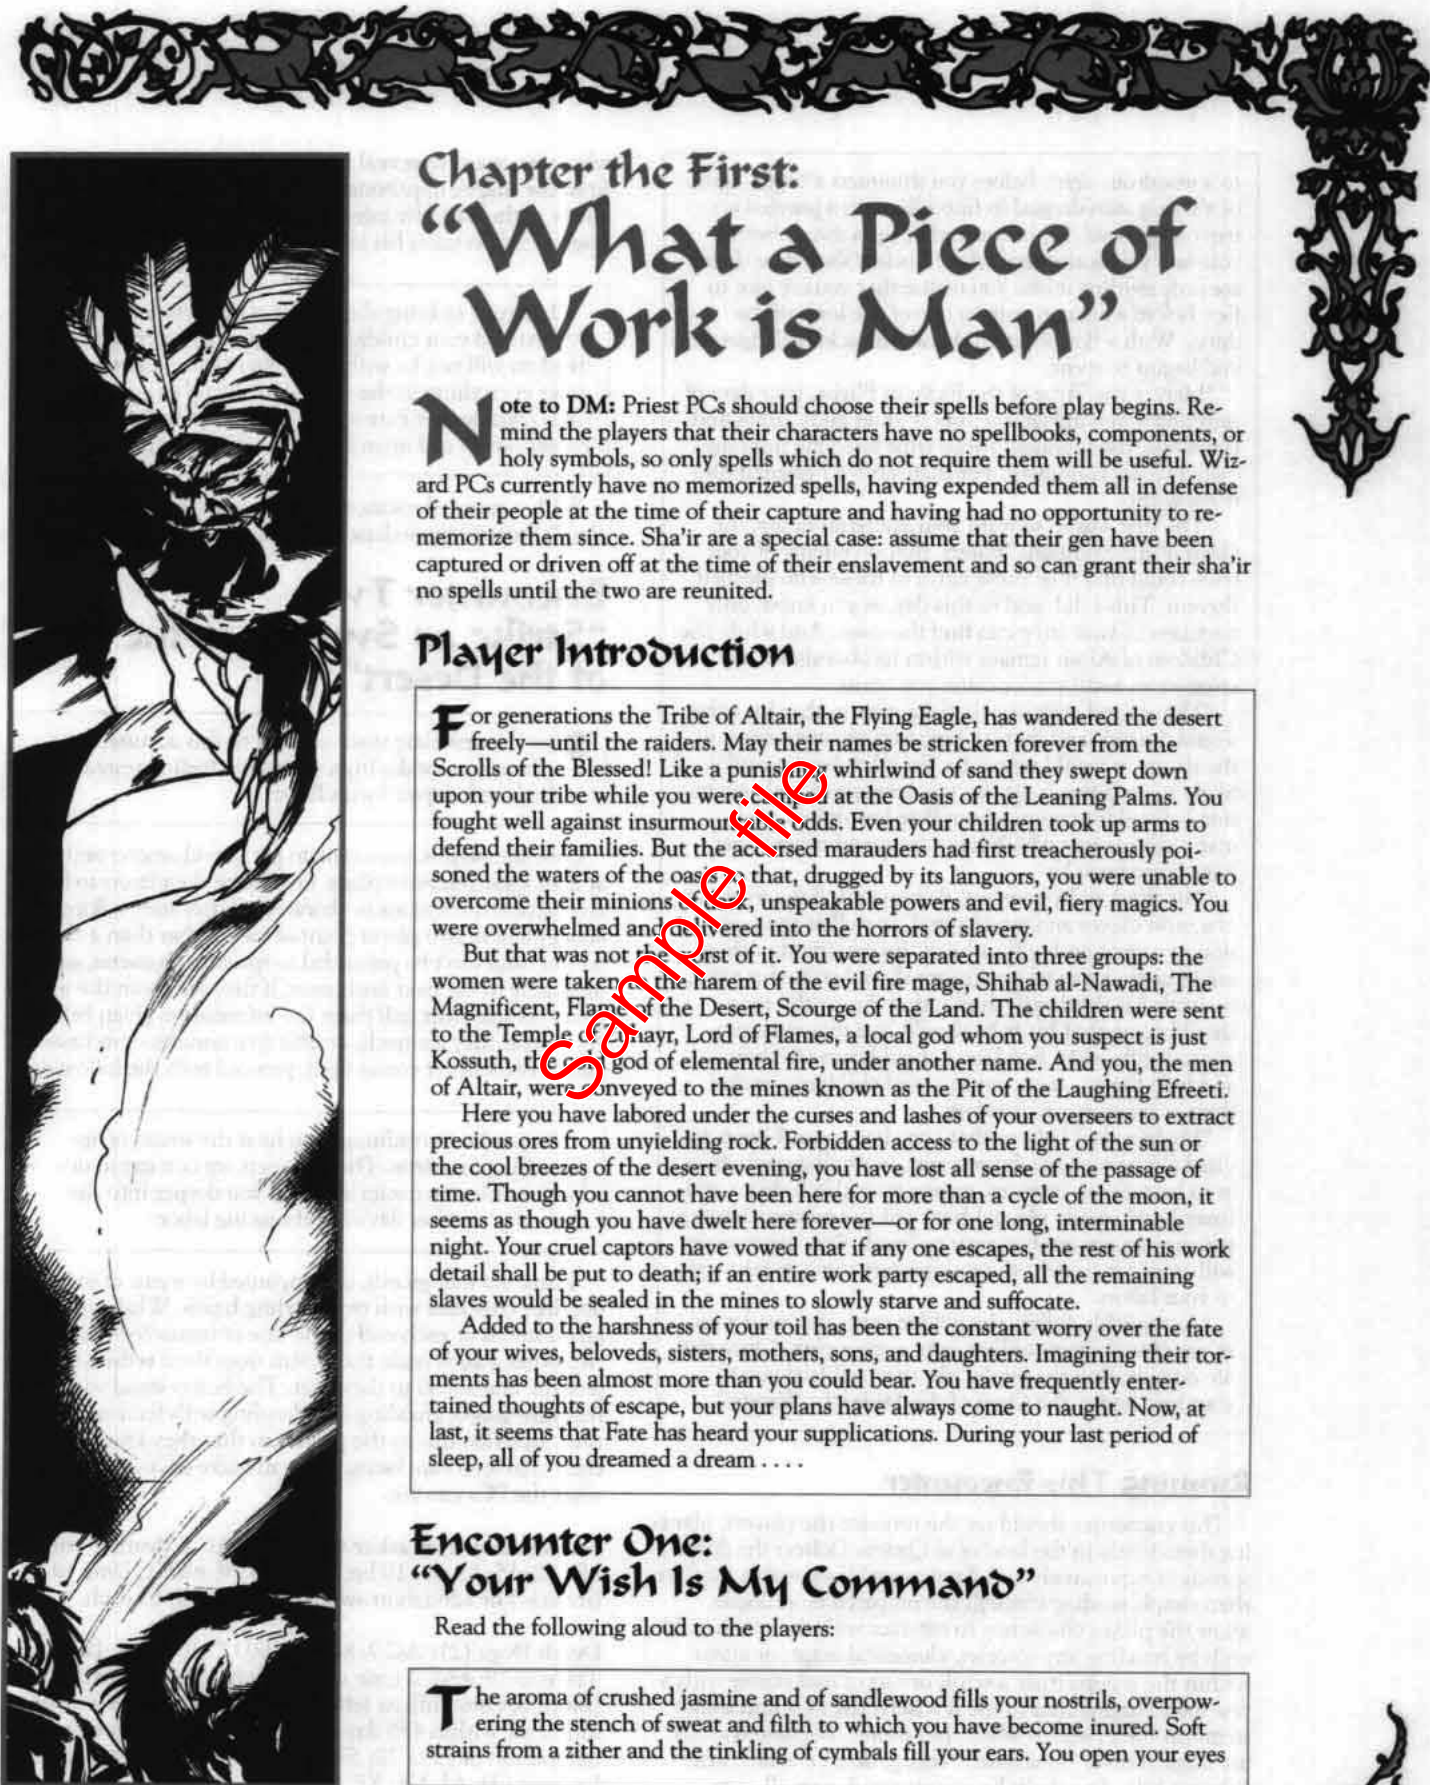 Chapter the First:
“What a Piece of
Work is Man”
Note to DM: Priest PCs should choose their spells before play begins. Re-
mind the players that their characters have no spellbooks, components, or
holy symbols, so only spells which do not require them will be useful. Wiz-
ard PCs currently have no memorized spells, having expended them all in defense
of their people at the time of their capture and having had no opportunity to re-
memorize them since. Sha'ir are a special case: assume that their gen have been
captured or driven off at the time of their enslavement and so can grant their sha'ir
no spells until the two are reunited.
Player Introduction
For generations the Tribe of Altair, the Flying Eagle, has wandered the desert
freely—until the raiders. May their names be stricken forever from the
Scrolls of the Blessed! Like a punishing whirlwind of sand they swept down
upon your tribe while you were camped at the Oasis of the Leaning Palms. You
fought well against insurmountable odds. Even your children took up arms to
defend their families. But the accursed marauders had first treacherously poi-
soned the waters of the oasis so that, drugged by its languors, you were unable to
overcome their minions of dark, unspeakable powers and evil, fiery magics. You
were overwhelmed and delivered into the horrors of slavery.
But that was not the worst of it. You were separated into three groups: the
women were taken to the harem of the evil fire mage, Shihab al-Nawadi, The
Magnificent, Flame of the Desert, Scourge of the Land. The children were sent
to the Temple of Zuhayr, Lord of Flames, a local god whom you suspect is just
Kossuth, the cold god of elemental fire, under another name. And you, the men
of Altair, were conveyed to the mines known as the Pit of the Laughing Efreeti.
Here you have labored under the curses and lashes of your overseers to extract
precious ores from unyielding rock. Forbidden access to the light of the sun or
the cool breezes of the desert evening, you have lost all sense of the passage of
time. Though you cannot have been here for more than a cycle of the moon, it
seems as though you have dwelt here forever—or for one long, interminable
night. Your cruel captors have vowed that if any one escapes, the rest of his work
detail shall be put to death; if an entire work party escaped, all the remaining
slaves would be sealed in the mines to slowly starve and suffocate.
Added to the harshness of your toil has been the constant worry over the fate
of your wives, beloveds, sisters, mothers, sons, and daughters. Imagining their tor-
ments has been almost more than you could bear. You have frequently enter-
tained thoughts of escape, but your plans have always come to naught. Now, at
last, it seems that Fate has heard your supplications. During your last period of
sleep, all of you dreamed a dream . . . .
Encounter One:
“Your Wish Is My Command”
Read the following aloud to the players:
The aroma of crushed jasmine and of sandlewood fills your nostrils, overpow-
ering the stench of sweat and filth to which you have become inured. Soft
strains from a zither and the tinkling of cymbals fill your ears. You open your eyes
Sample file